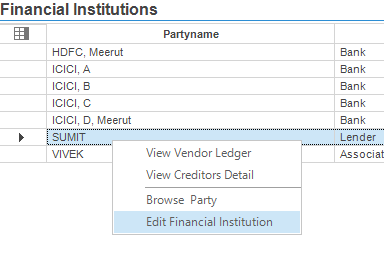 Financial Institutions
Partyname
HDFC, Meerut Bank
ICICI, A Bank
ICICI, B Bank
ICICI, C Bank
ICICI, D, Meerut Bank
SUMIT Lender
VIVEK Associat
View Vendor Ledger
View Creditors Detail
Browse Party
Edit Financial Institution